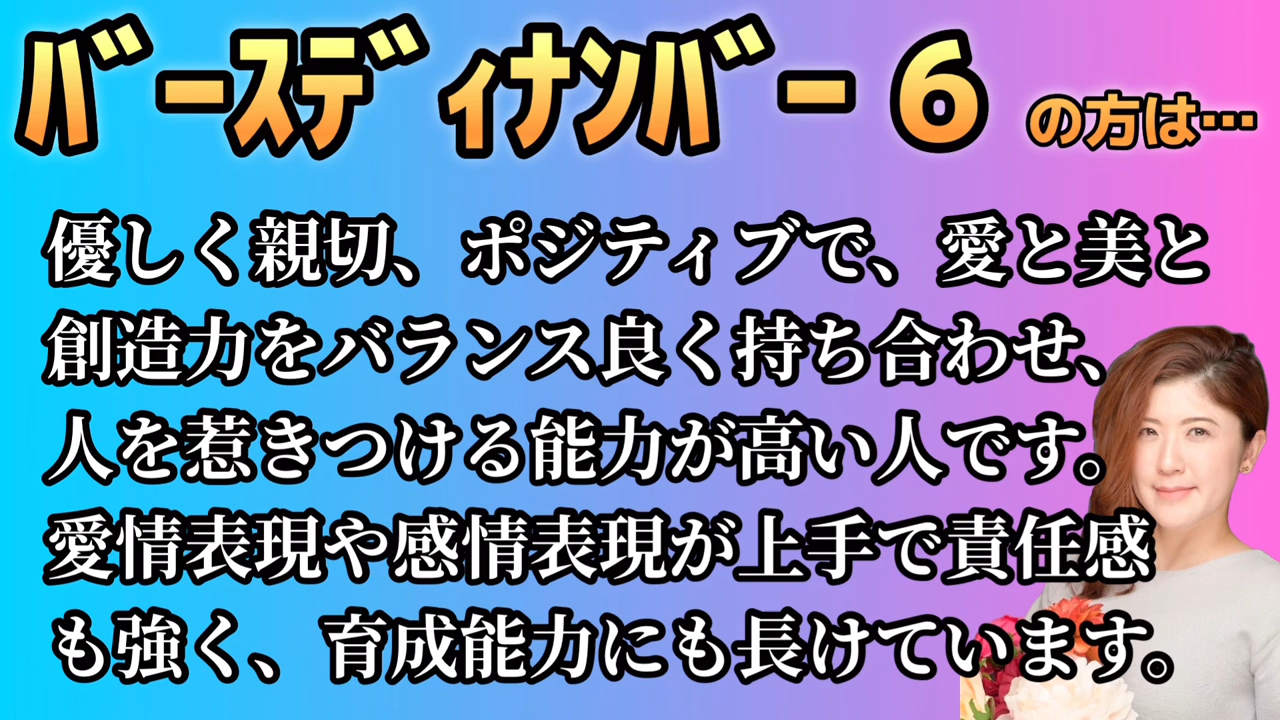 ﾊﾞｰｽﾃﾞｨﾅﾝﾊﾞｰ６の方は…
優しく親切、ポジティブで、愛と美と
創造力をバランス良く持ち合わせ、
人を惹きつける能力が高い人です。
愛情表現や感情表現が上手で責任感
も強く、育成能力にも長けています。